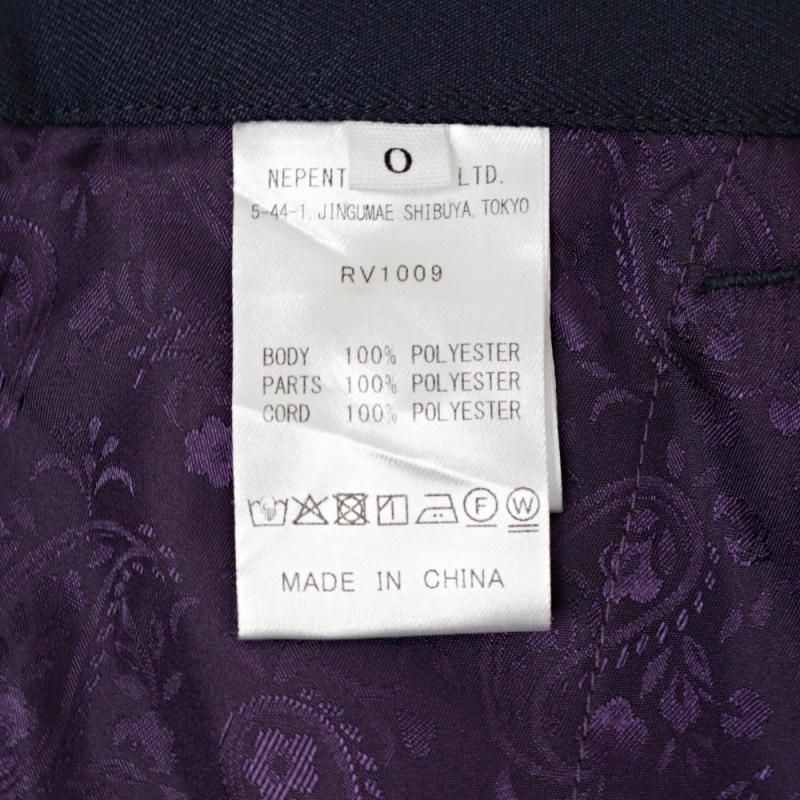 O
NEPENT LTD.
5-44-1, JINGUMAE SHIBUYA, TOKYO
RV1009
BODY 100% POLYESTER
PARTS 100% POLYESTER
CORD 100% POLYESTER
F W
MADE IN CHINA